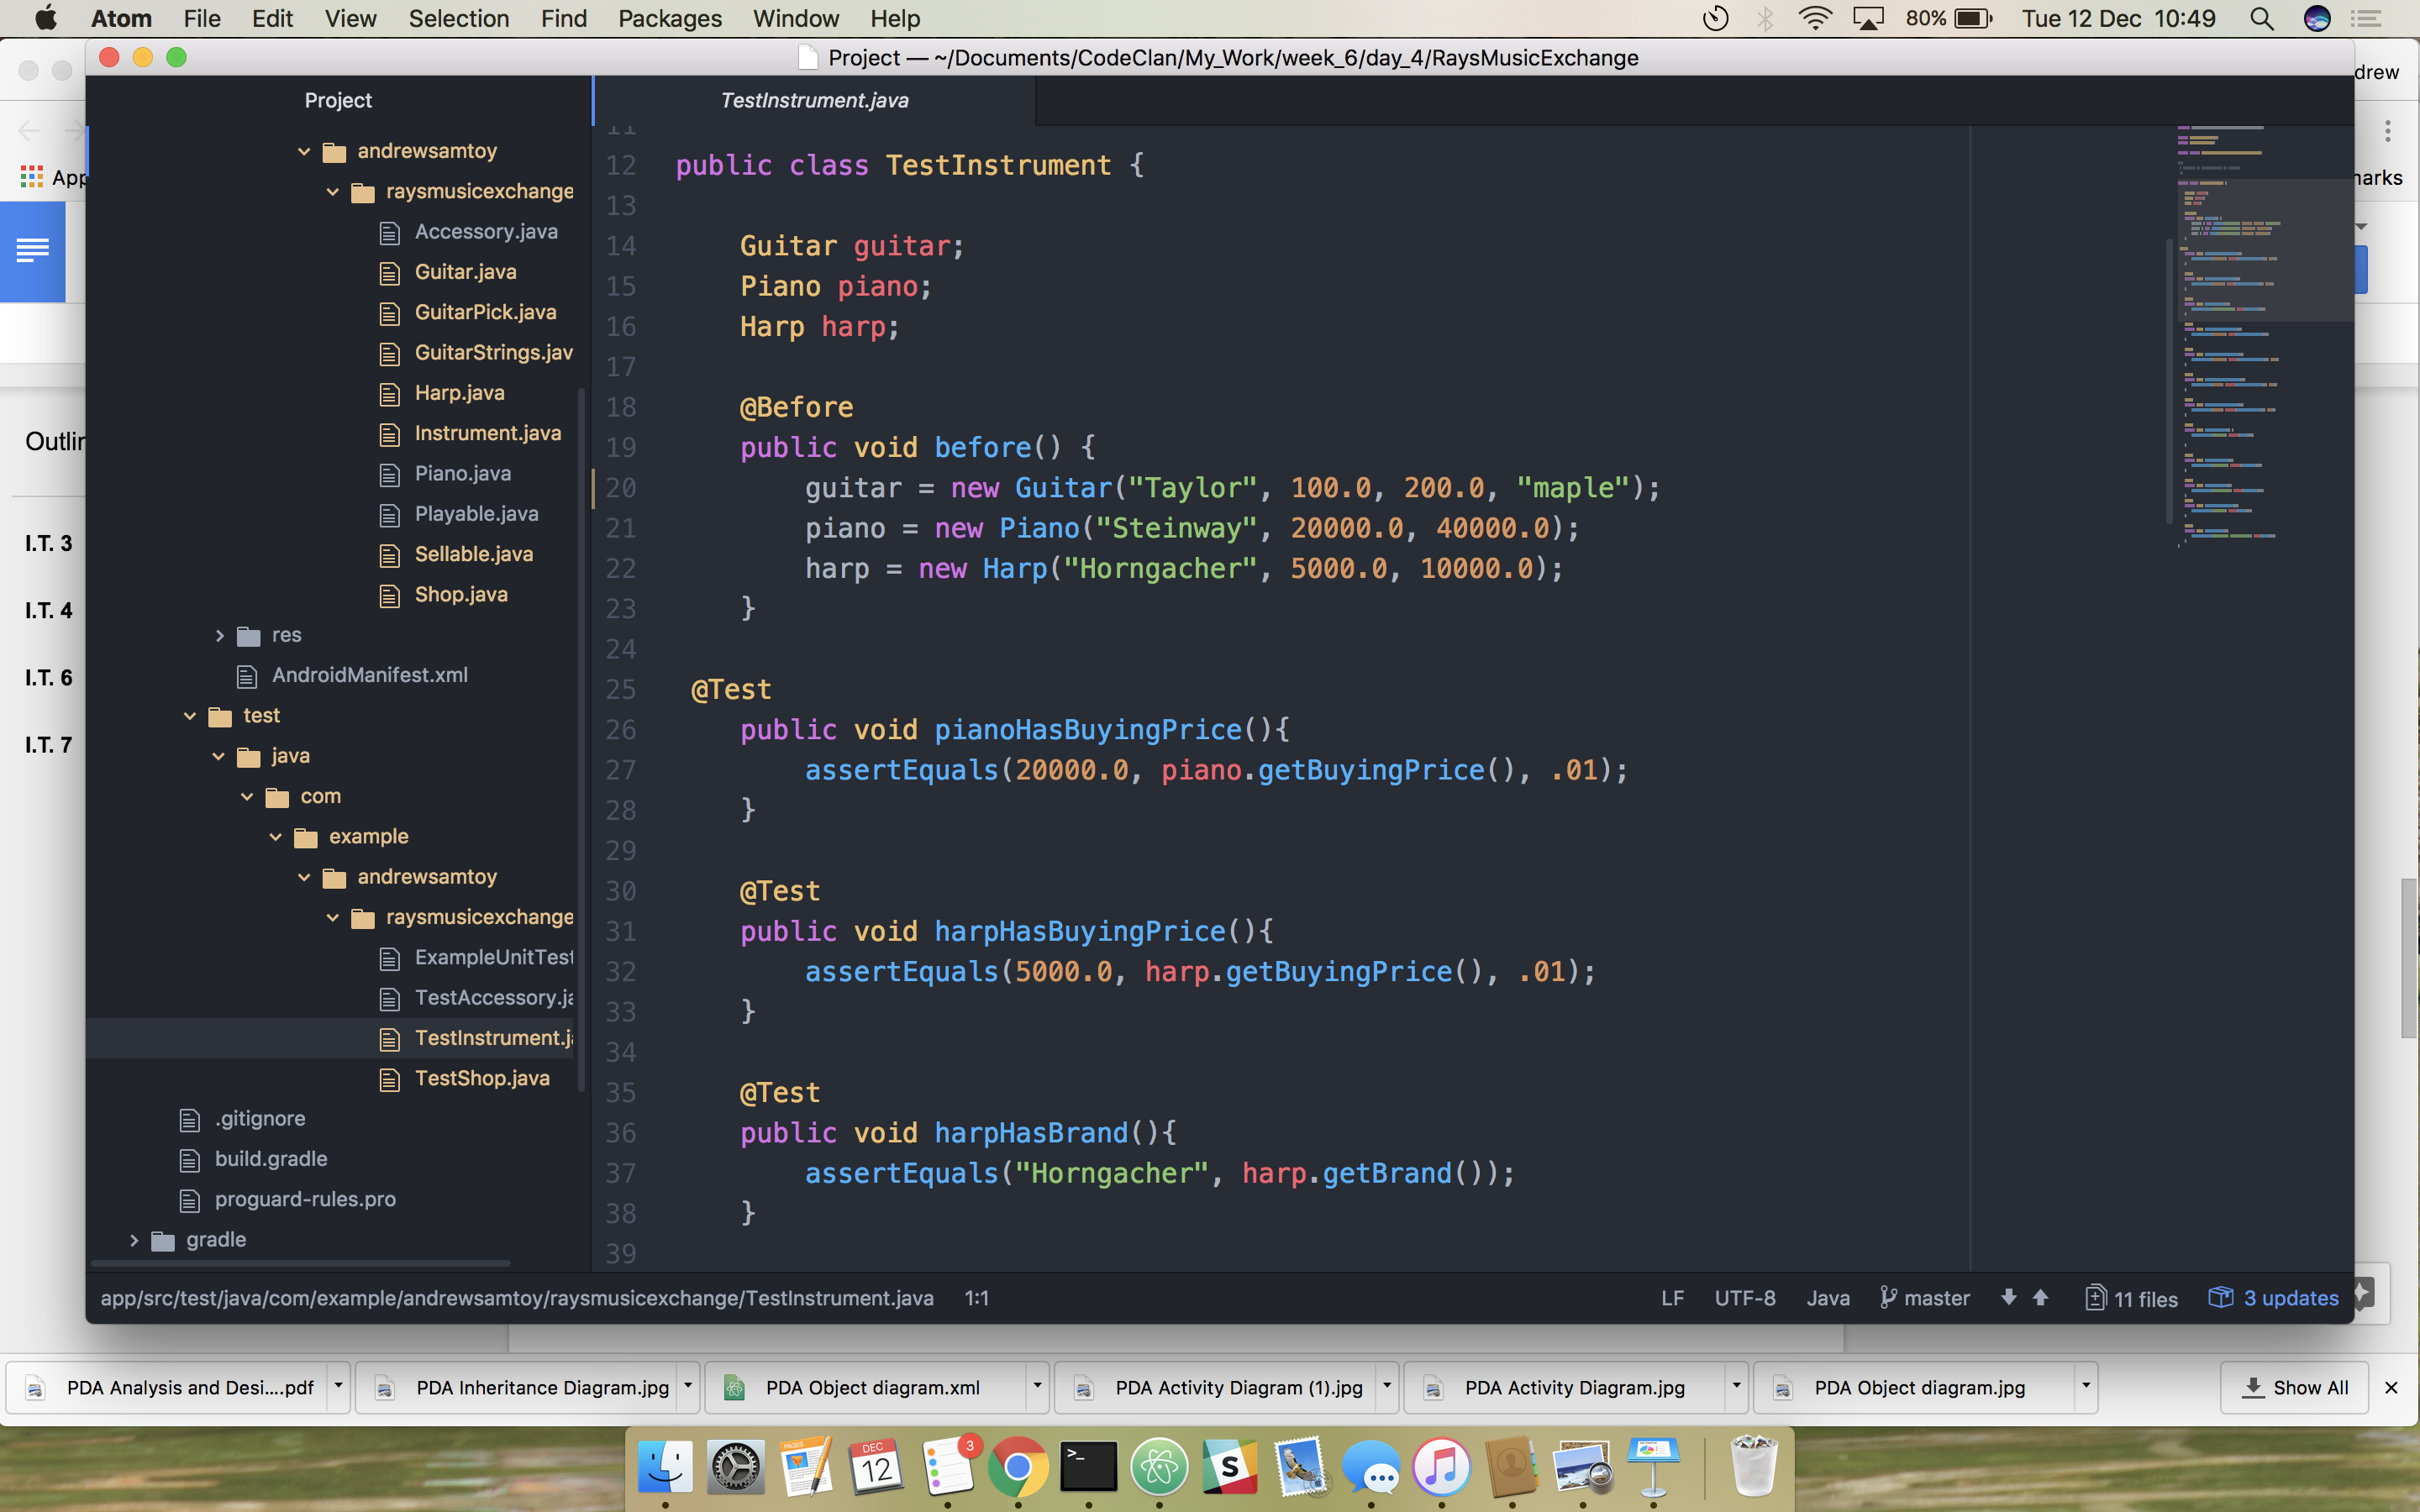 Atom File Edit View Selection Find Packages Window Help 80% Tue 12 Dec 10:49
Project — ~/Documents/CodeClan/My_Work/week_6/day_4/RaysMusicExchange
drew
Project
TestInstrument.java
App
arks
Outlin
I.T. 3
I.T. 4
I.T. 6
I.T. 7
andrewsamtoy
raysmusicexchange
Accessory.java
Guitar.java
GuitarPick.java
GuitarStrings.jav
Harp.java
Instrument.java
Piano.java
Playable.java
Sellable.java
Shop.java
res
AndroidManifest.xml
test
java
com
example
andrewsamtoy
raysmusicexchange
ExampleUnitTest
TestAccessory.ja
TestInstrument.ja
TestShop.java
.gitignore
build.gradle
proguard-rules.pro
gradle
11
12 public class TestInstrument {
13
14 Guitar guitar;
15 Piano piano;
16 Harp harp;
17
18 @Before
19 public void before() {
20 guitar = new Guitar("Taylor", 100.0, 200.0, "maple");
21 piano = new Piano("Steinway", 20000.0, 40000.0);
22 harp = new Harp("Horngacher", 5000.0, 10000.0);
23 }
24
25 @Test
26 public void pianoHasBuyingPrice(){
27 assertEquals(20000.0, piano.getBuyingPrice(), .01);
28 }
29
30 @Test
31 public void harpHasBuyingPrice(){
32 assertEquals(5000.0, harp.getBuyingPrice(), .01);
33 }
34
35 @Test
36 public void harpHasBrand(){
37 assertEquals("Horngacher", harp.getBrand());
38 }
39
app/src/test/java/com/example/andrewsamtoy/raysmusicexchange/TestInstrument.java 1:1 LF UTF-8 Java master 11 files 3 updates
PDA Analysis and Desi....pdf PDA Inheritance Diagram.jpg PDA Object diagram.xml PDA Activity Diagram (1).jpg PDA Activity Diagram.jpg PDA Object diagram.jpg Show All
PAGES
DEC
12
3
>_
S